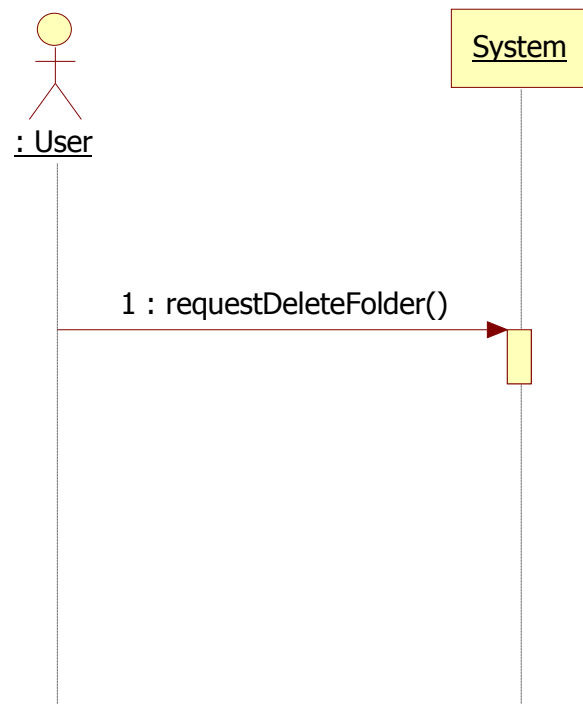 System
: User
1 : requestDeleteFolder()